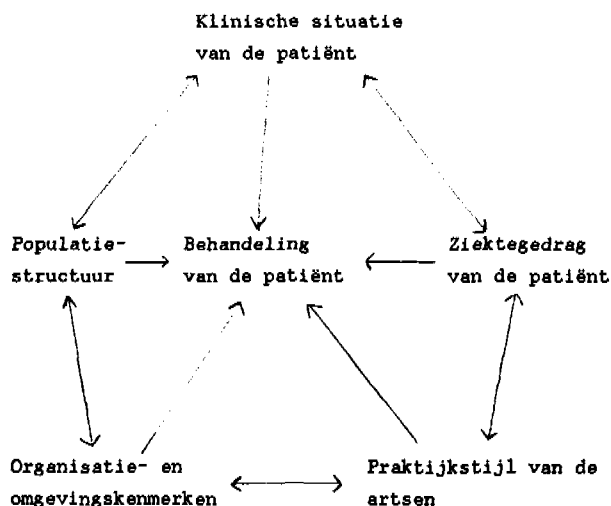 Klinische situatie
van de patiënt
Populatie-
structuur
Behandeling
van de patiënt
Ziektegedrag
van de patiënt
Organisatie- en
omgevingskenmerken
Praktijkstijl van de
artsen